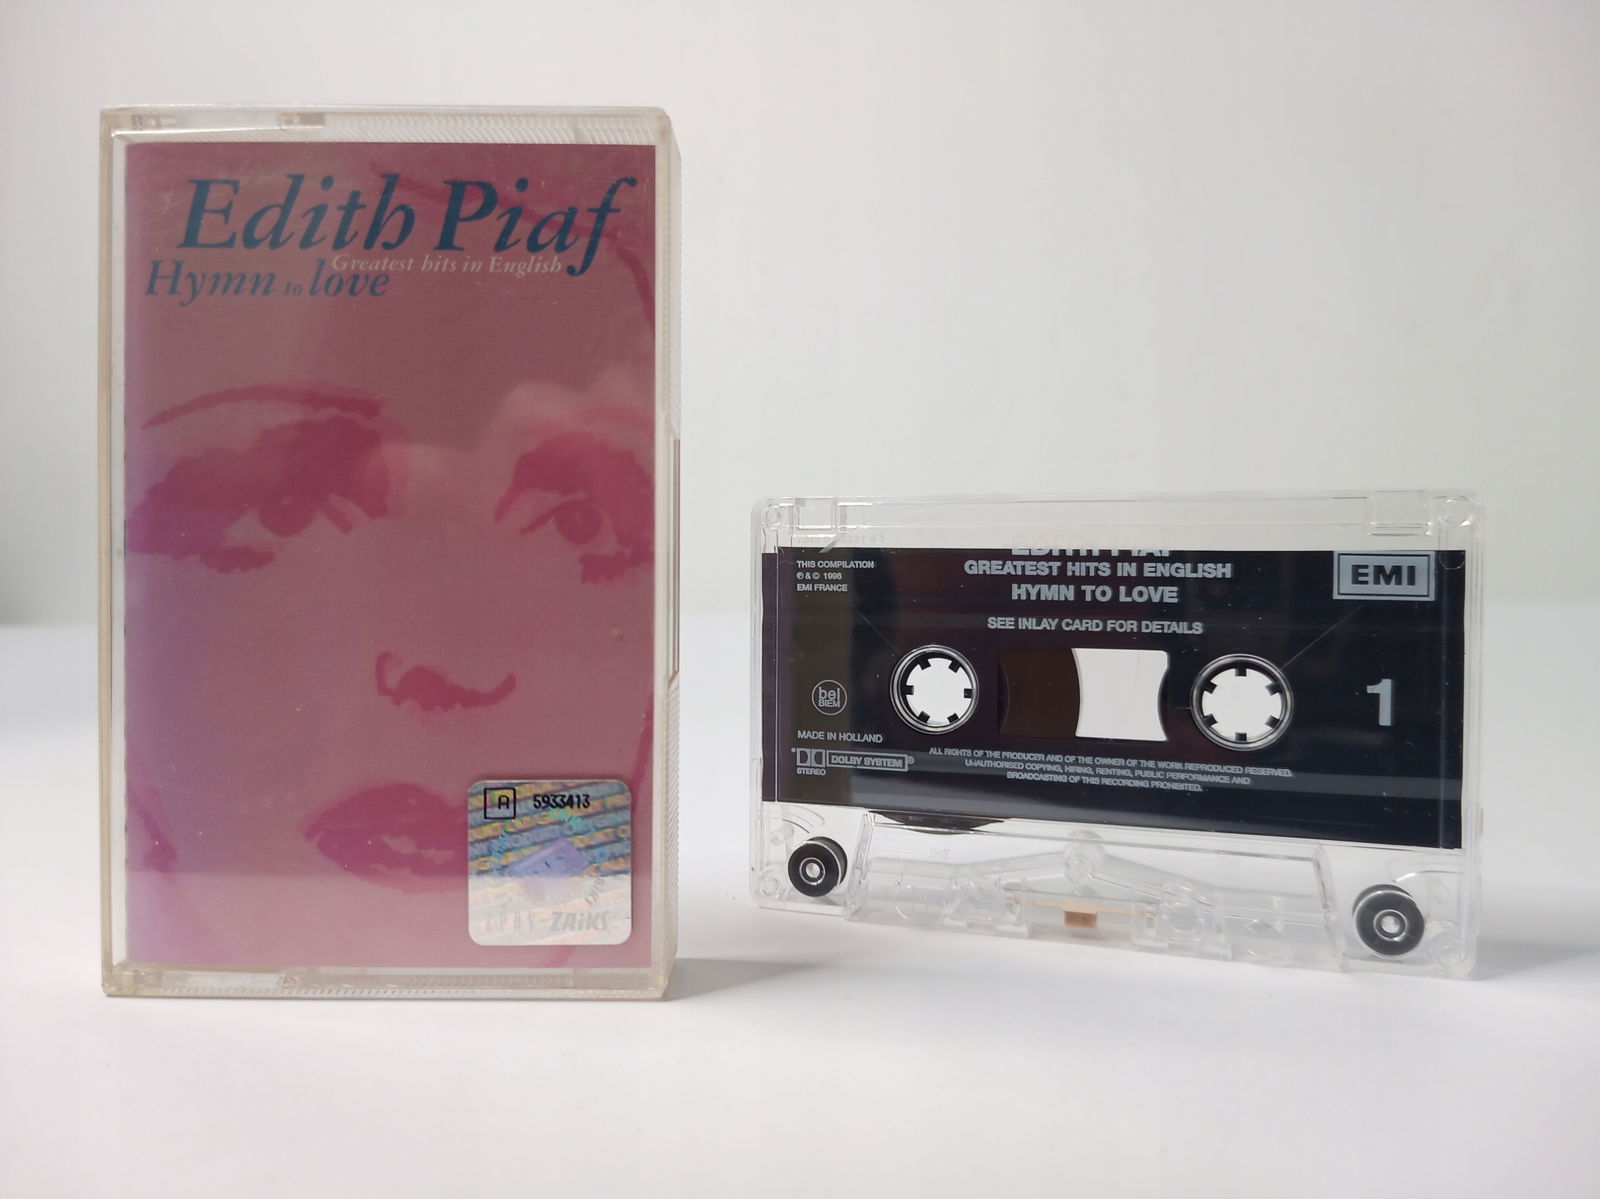 Edith Piaf
Greatest hits in English
Hymn to love
A 5933413
ZPAV-ZAiKS
EDITH PIAF
THIS COMPILATION
GREATEST HITS IN ENGLISH
EMI
℗ & © 1996
HYMN TO LOVE
EMI FRANCE
SEE INLAY CARD FOR DETAILS
1
bel
BIEM
MADE IN HOLLAND
DOLBY SYSTEM®
STEREO
ALL RIGHTS OF THE PRODUCER AND OF THE OWNER OF THE WORK REPRODUCED RESERVED.
UNAUTHORISED COPYING, HIRING, RENTING, PUBLIC PERFORMANCE AND
BROADCASTING OF THIS RECORDING PROHIBITED.